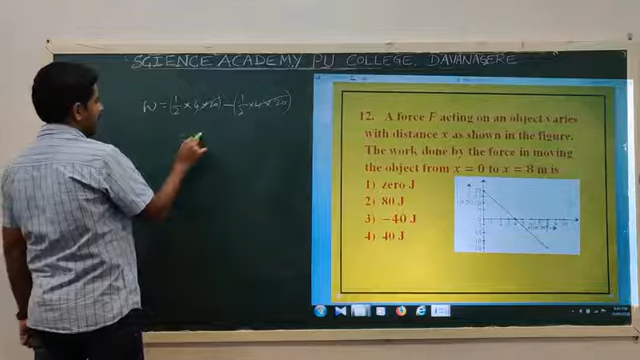 SCIENCE ACADEMY PU COLLEGE, DAVANAGERE
W = (1/2 × 4 × 20) − (1/2 × 4 × 20)
=
12. A force F acting on an object varies
with distance x as shown in the figure.
The work done by the force in moving
the object from x = 0 to x = 8 m is
1) zero J
2) 80 J
3) −40 J
4) 40 J